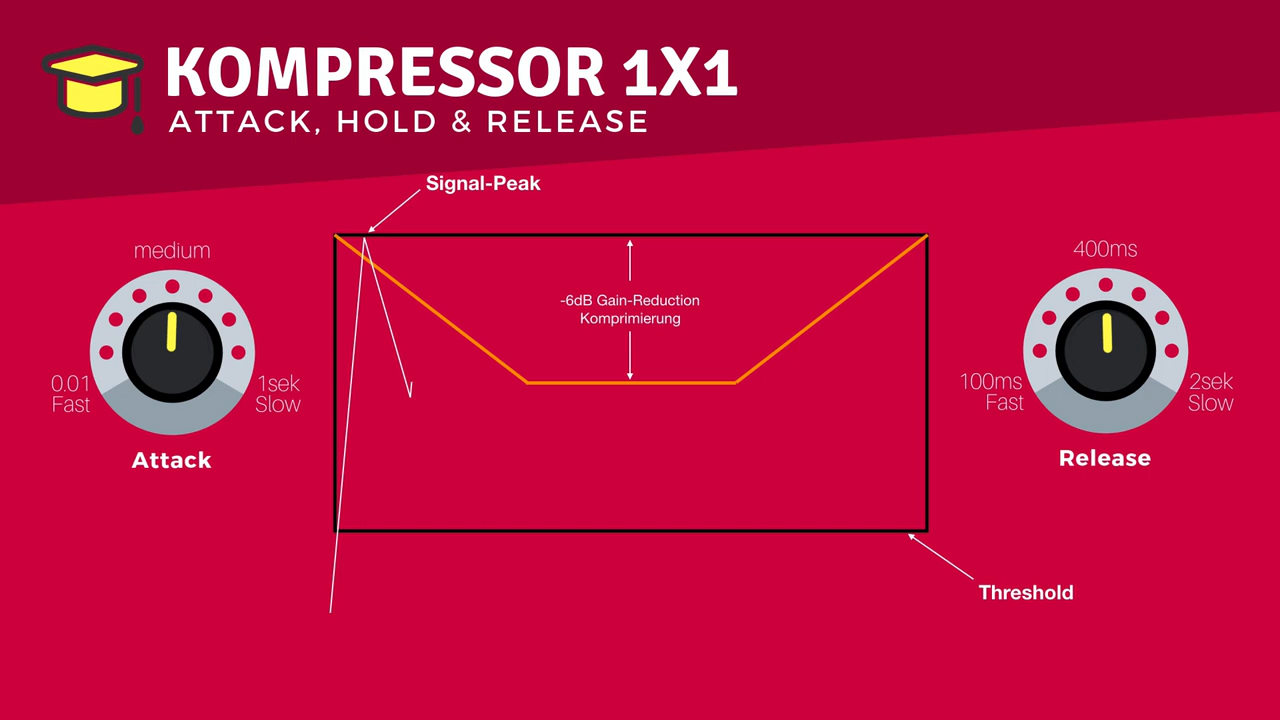 KOMPRESSOR 1X1
ATTACK, HOLD & RELEASE
Signal-Peak
medium
0.01
Fast
1sek
Slow
Attack
-6dB Gain-Reduction
Komprimierung
400ms
100ms
Fast
2sek
Slow
Release
Threshold